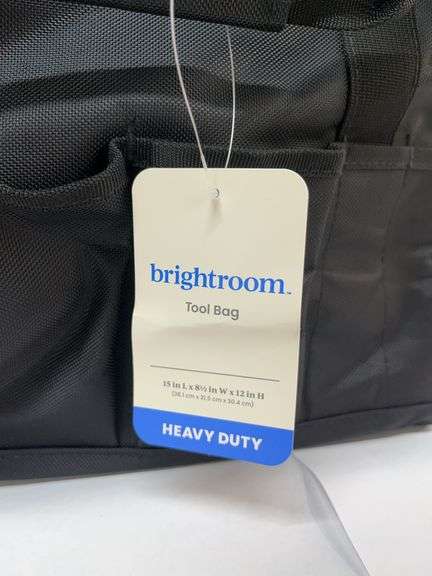 brightroom™
Tool Bag
15 in L x 8½ in W x 12 in H
(38.1 cm x 21.5 cm x 30.4 cm)
HEAVY DUTY